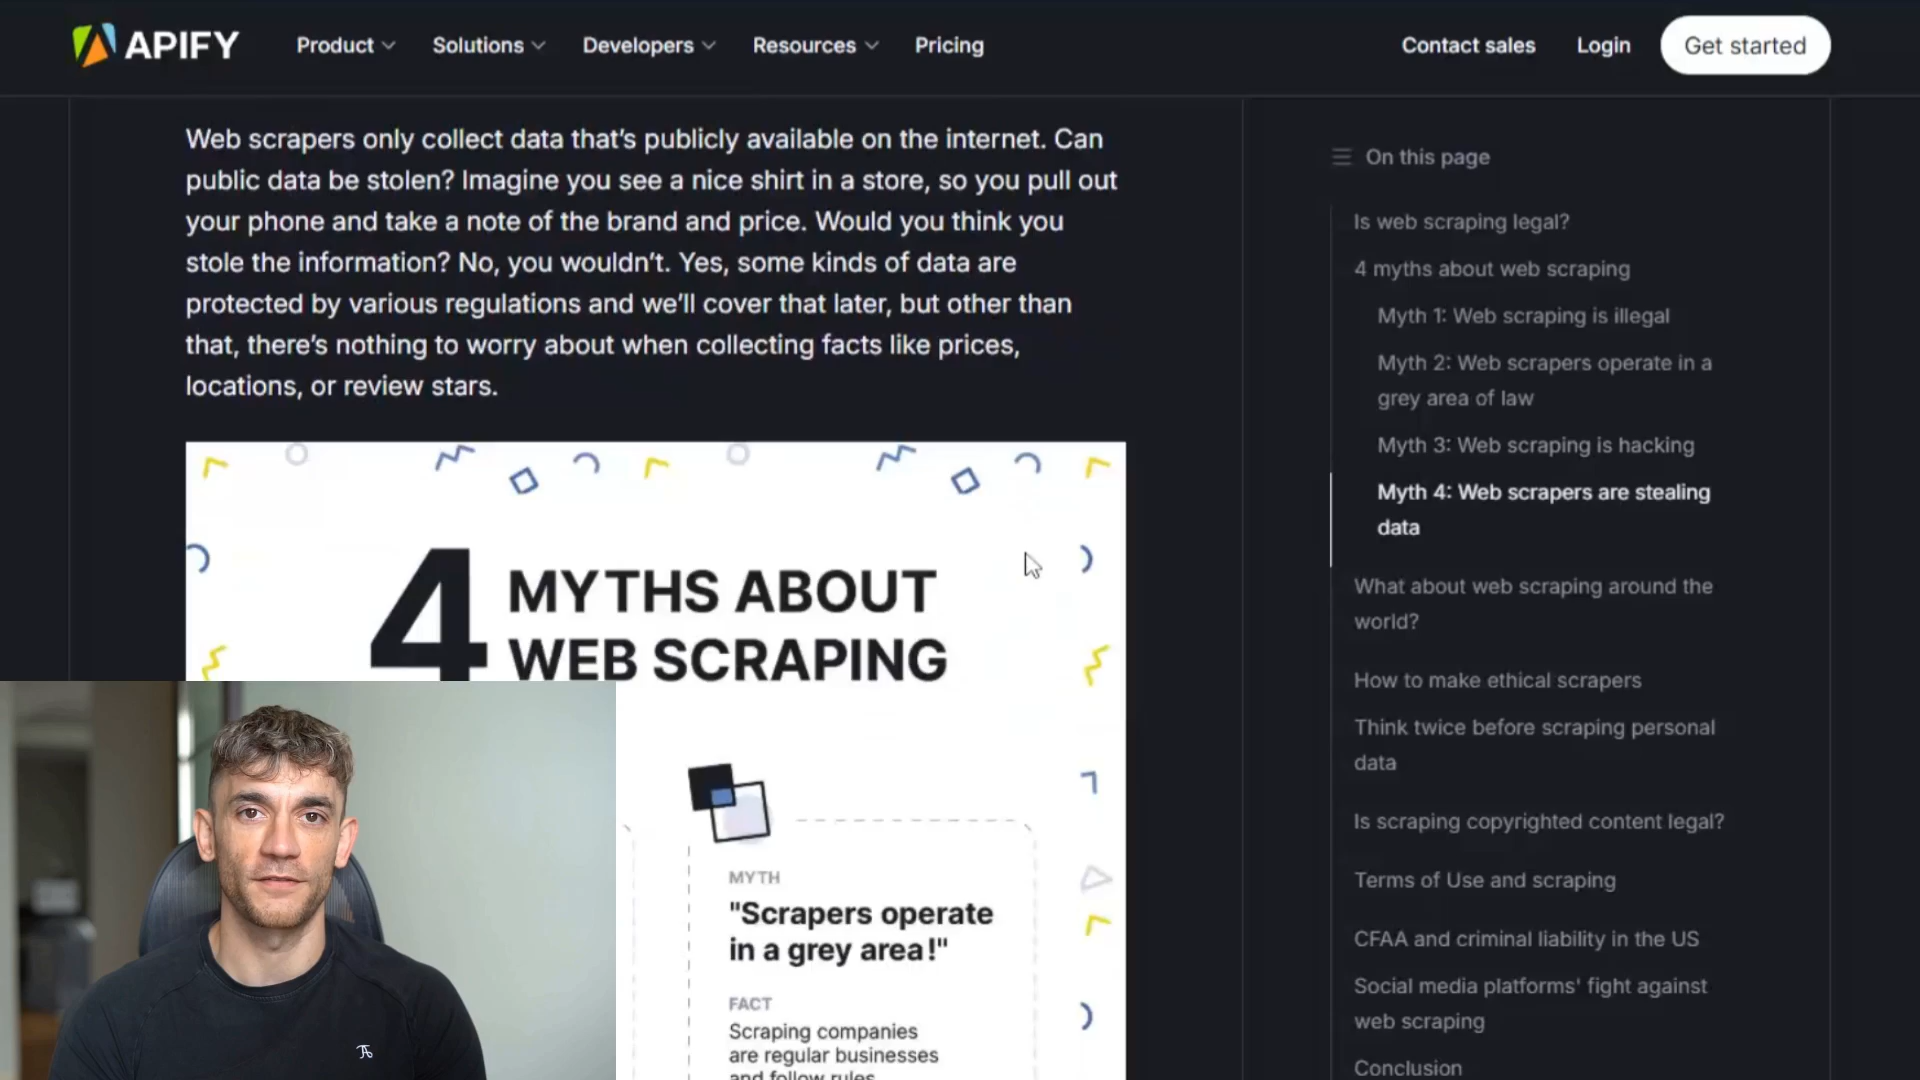 APIFY
Product
Solutions
Developers
Resources
Pricing
Contact sales
Login
Get started
Web scrapers only collect data that’s publicly available on the internet. Can
public data be stolen? Imagine you see a nice shirt in a store, so you pull out
your phone and take a note of the brand and price. Would you think you
stole the information? No, you wouldn’t. Yes, some kinds of data are
protected by various regulations and we’ll cover that later, but other than
that, there’s nothing to worry about when collecting facts like prices,
locations, or review stars.
4 MYTHS ABOUT
WEB SCRAPING
MYTH
"Scrapers operate
in a grey area!"
FACT
Scraping companies
are regular businesses
and follow rules
On this page
Is web scraping legal?
4 myths about web scraping
Myth 1: Web scraping is illegal
Myth 2: Web scrapers operate in a
grey area of law
Myth 3: Web scraping is hacking
Myth 4: Web scrapers are stealing
data
What about web scraping around the
world?
How to make ethical scrapers
Think twice before scraping personal
data
Is scraping copyrighted content legal?
Terms of Use and scraping
CFAA and criminal liability in the US
Social media platforms' fight against
web scraping
Conclusion